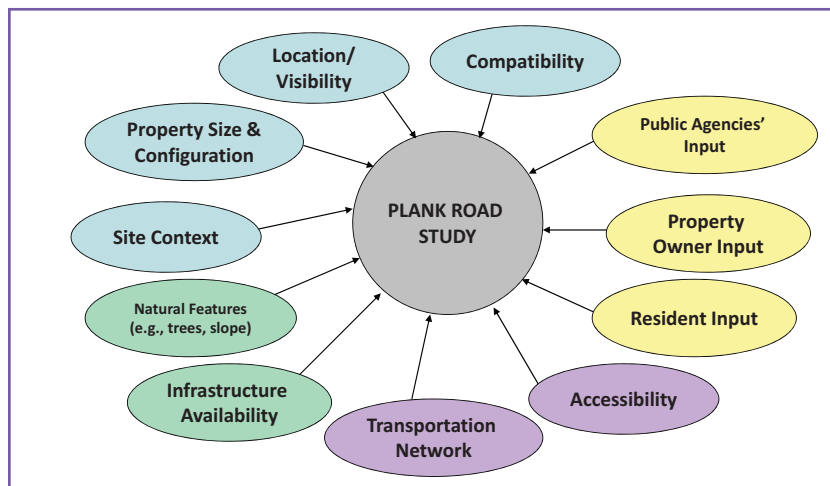 Location/
Visibility
Compatibility
Property Size &
Configuration
Public Agencies'
Input
PLANK ROAD
STUDY
Site Context
Property
Owner Input
Natural Features
(e.g., trees, slope)
Resident Input
Infrastructure
Availability
Accessibility
Transportation
Network